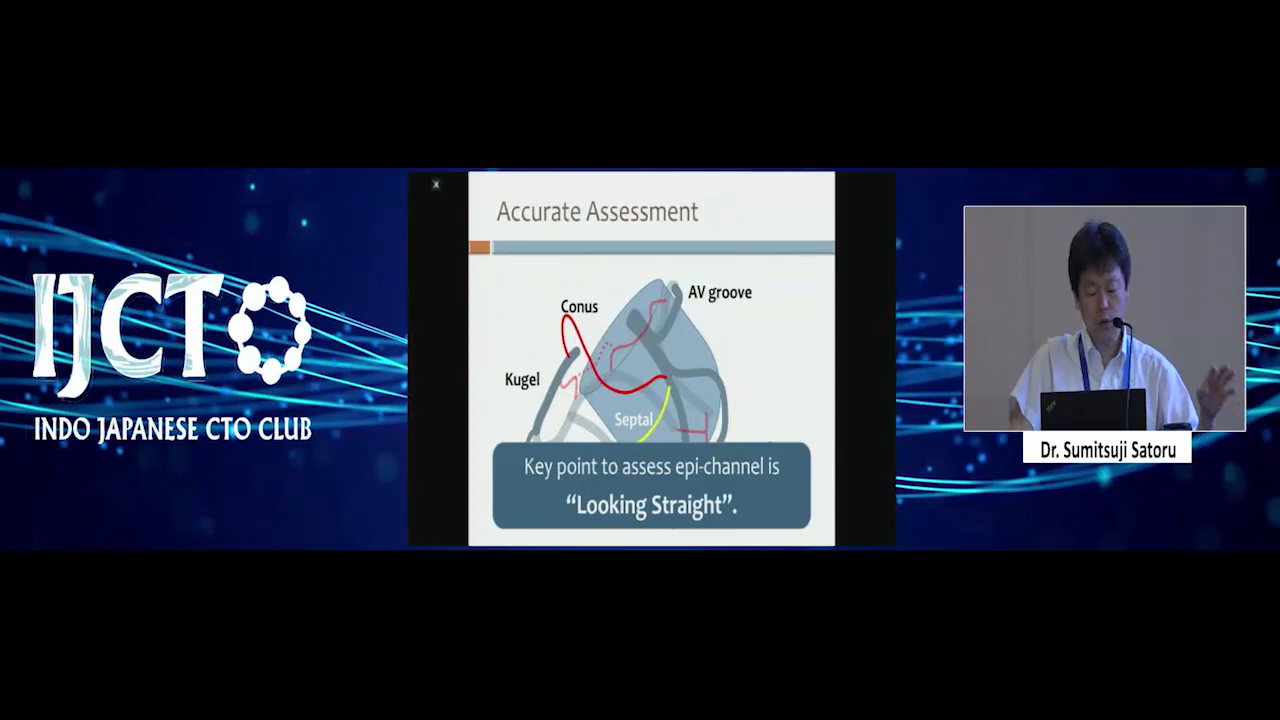 IJCTO
INDO JAPANESE CTO CLUB
Accurate Assessment
Conus
AV groove
Kugel
Septal
Key point to assess epi-channel is
“Looking Straight”.
Dr. Sumitsuji Satoru